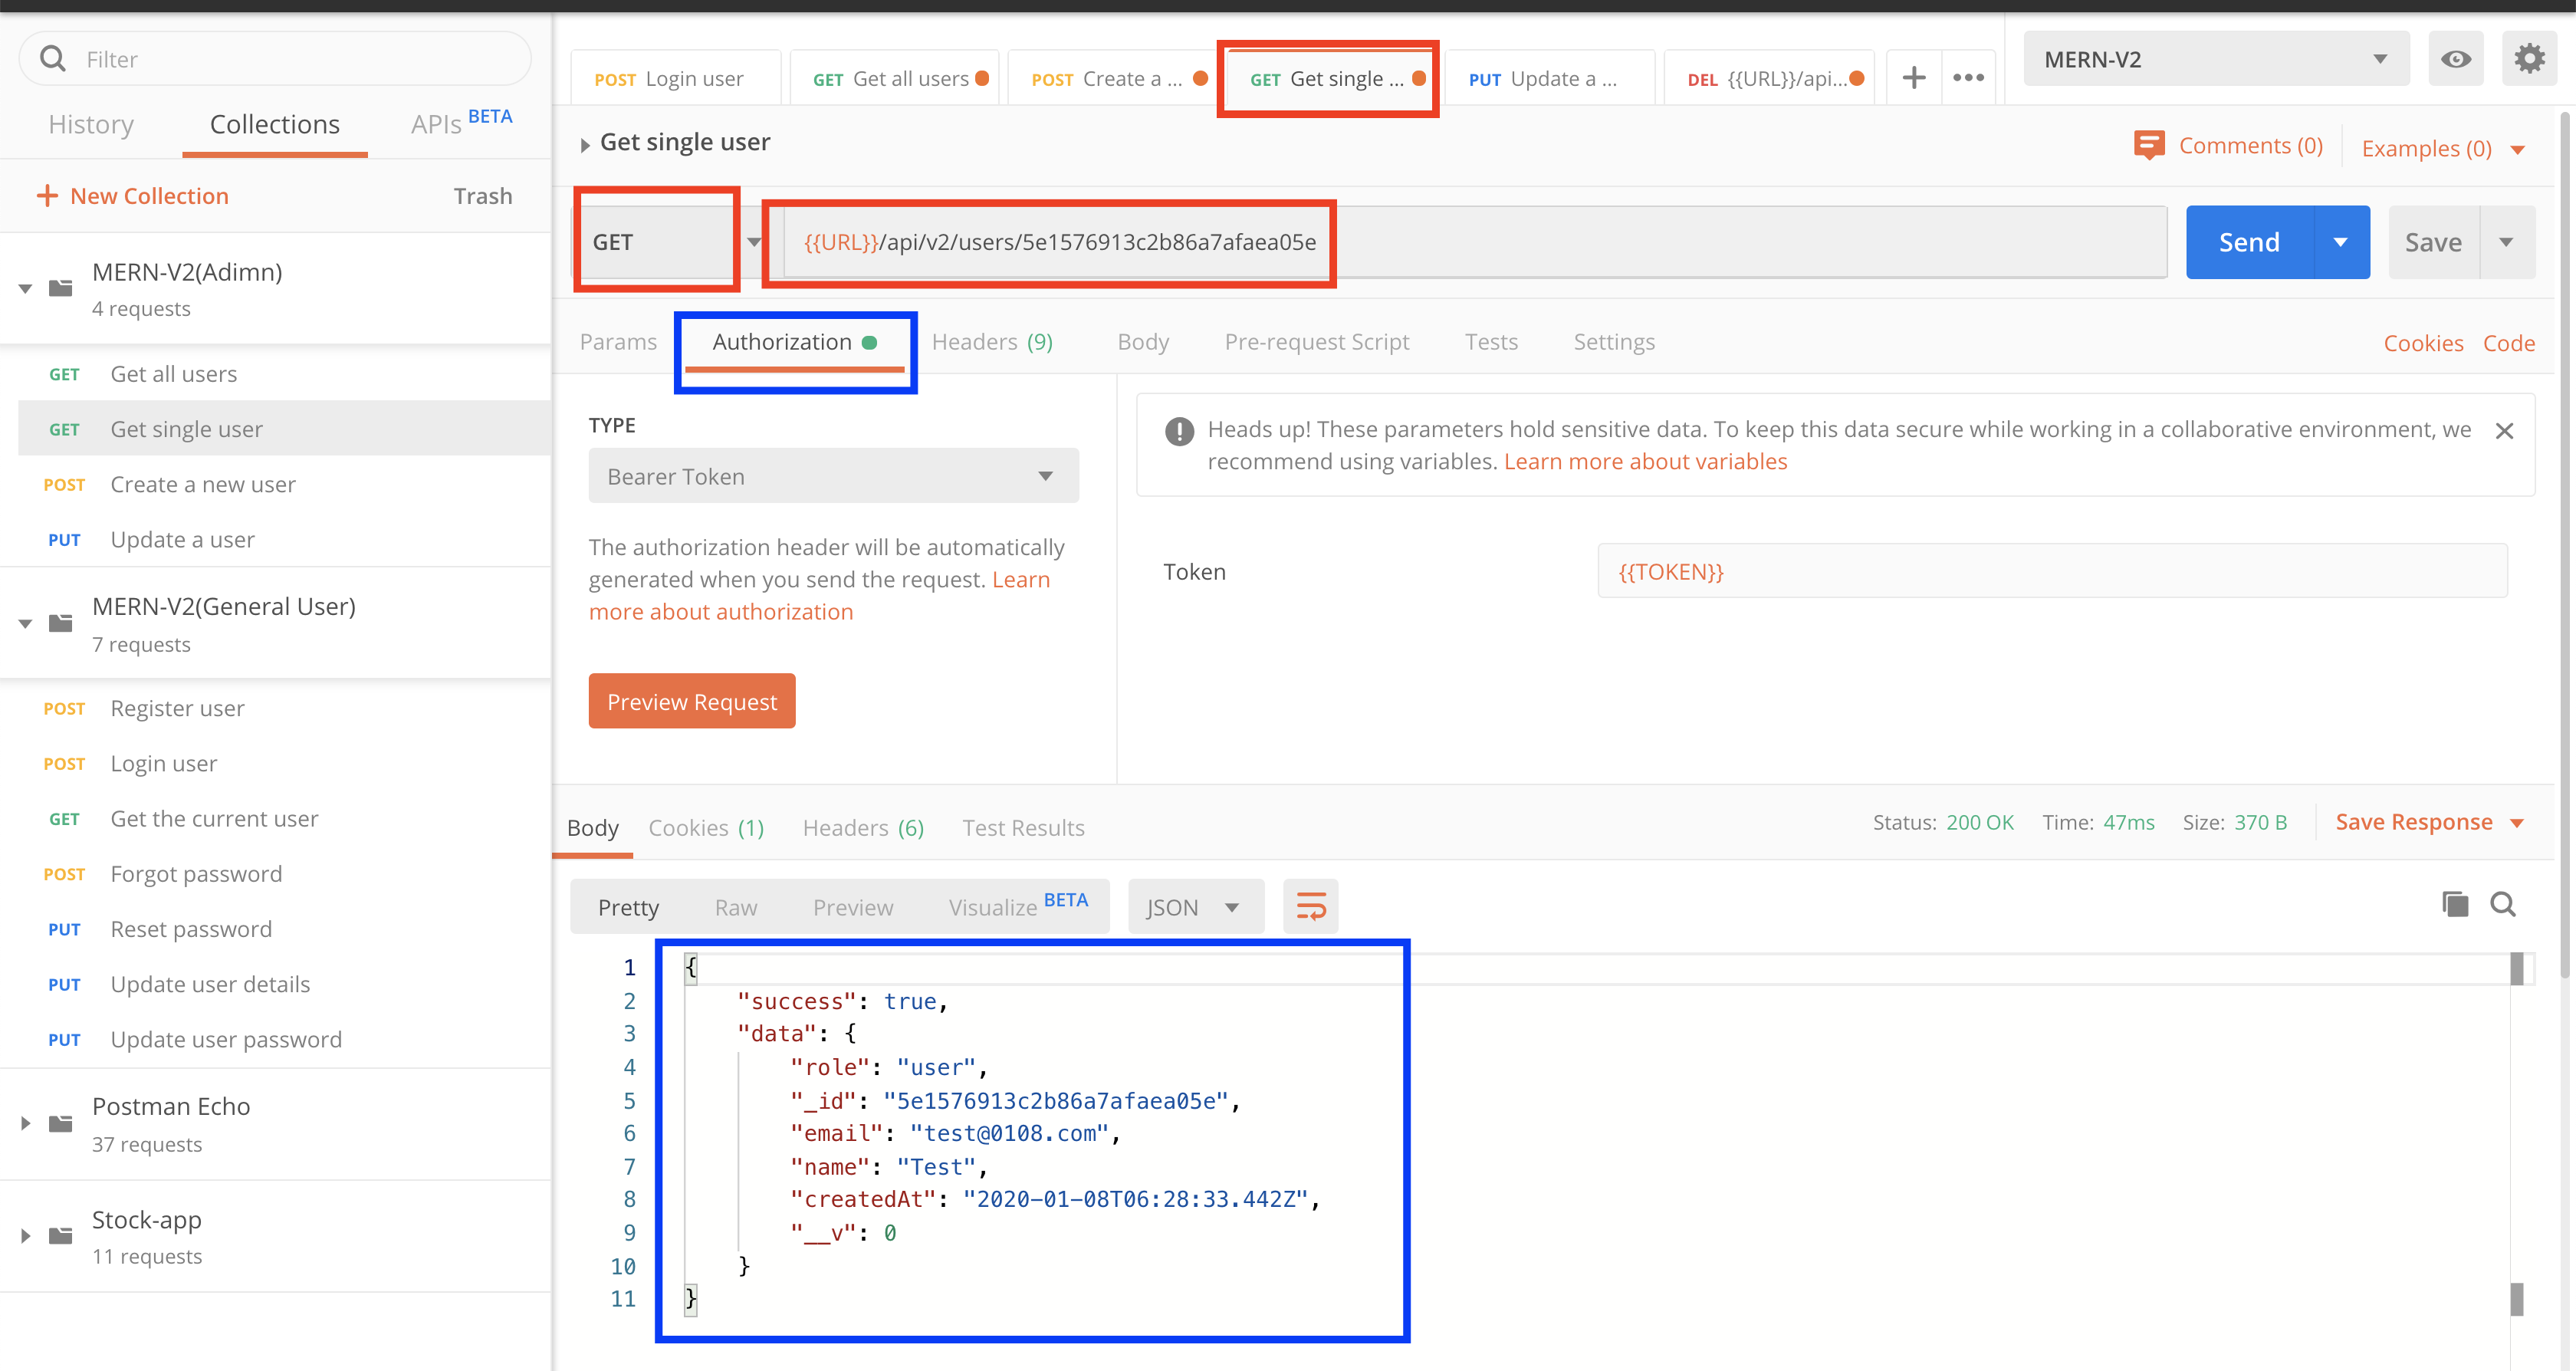 Filter
History Collections APIs BETA
+ New Collection Trash
MERN-V2(Adimn)
4 requests
GET Get all users
GET Get single user
POST Create a new user
PUT Update a user
MERN-V2(General User)
7 requests
POST Register user
POST Login user
GET Get the current user
POST Forgot password
PUT Reset password
PUT Update user details
PUT Update user password
Postman Echo
37 requests
Stock-app
11 requests
POST Login user GET Get all users POST Create a ... GET Get single ... PUT Update a ... DEL {{URL}}/api... + •••
MERN-V2
Get single user
Comments (0) Examples (0)
GET {{URL}}/api/v2/users/5e1576913c2b86a7afaea05e Send Save
Params Authorization Headers (9) Body Pre-request Script Tests Settings Cookies Code
TYPE
Bearer Token
The authorization header will be automatically
generated when you send the request. Learn
more about authorization
Preview Request
Heads up! These parameters hold sensitive data. To keep this data secure while working in a collaborative environment, we
recommend using variables. Learn more about variables
Token {{TOKEN}}
Body Cookies (1) Headers (6) Test Results Status: 200 OK Time: 47ms Size: 370 B Save Response
Pretty Raw Preview Visualize BETA JSON
1 {
2 "success": true,
3 "data": {
4 "role": "user",
5 "_id": "5e1576913c2b86a7afaea05e",
6 "email": "test@0108.com",
7 "name": "Test",
8 "createdAt": "2020-01-08T06:28:33.442Z",
9 "__v": 0
10 }
11 }